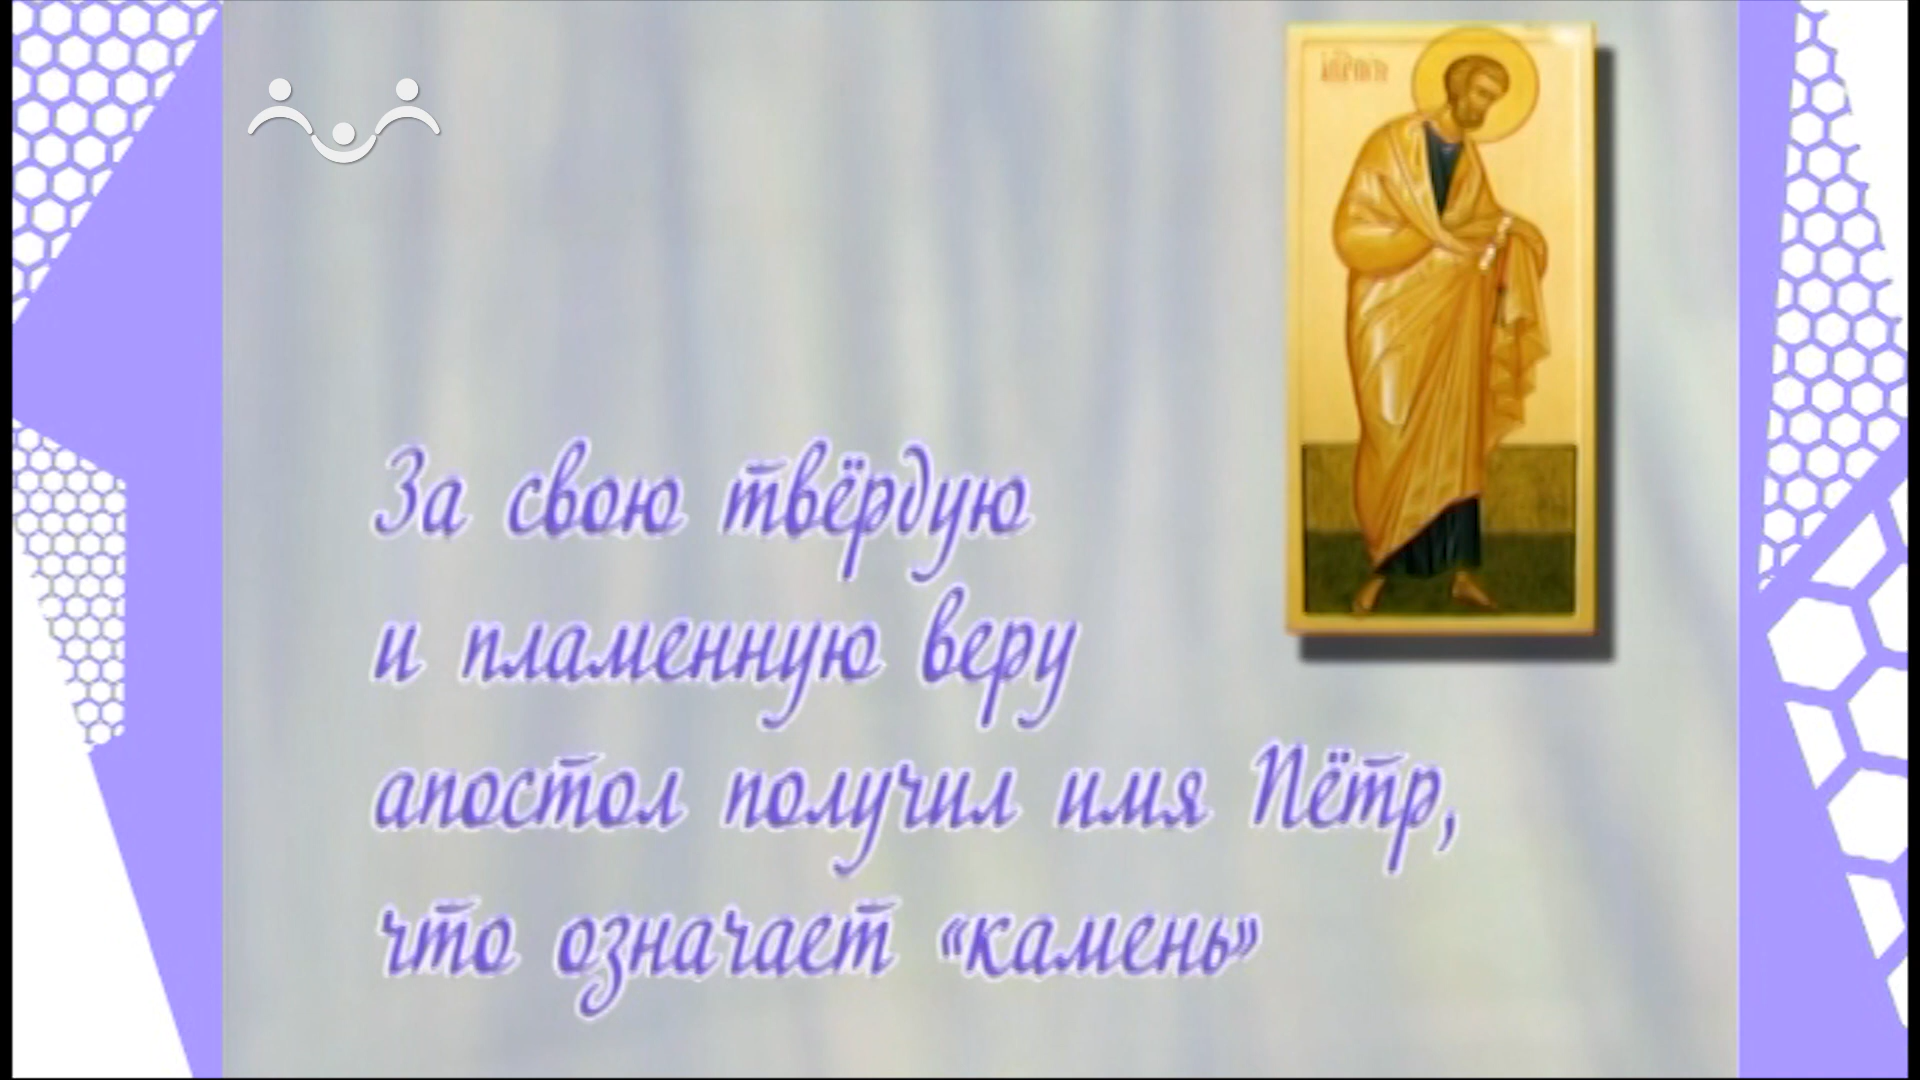 За свою твёрдую
и пламенную веру
апостол получил имя Пётр,
что означает «камень»